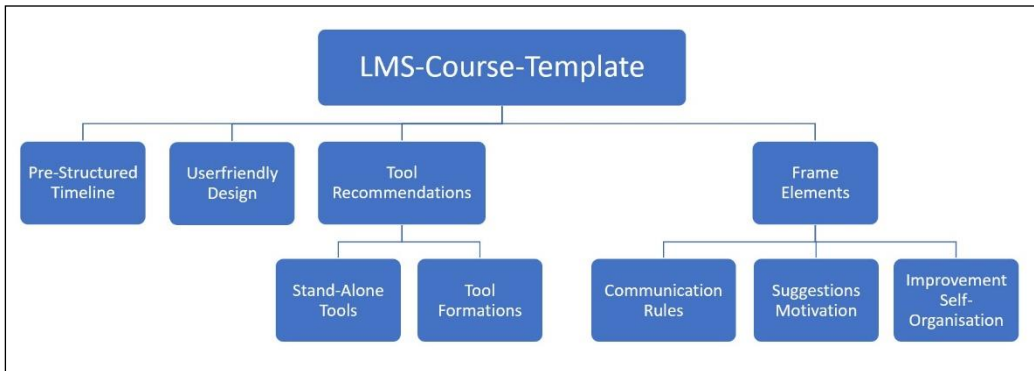 LMS-Course-Template
Pre-Structured
Timeline
Userfriendly
Design
Tool
Recommendations
Frame
Elements
Stand-Alone
Tools
Tool
Formations
Communication
Rules
Suggestions
Motivation
Improvement
Self-
Organisation